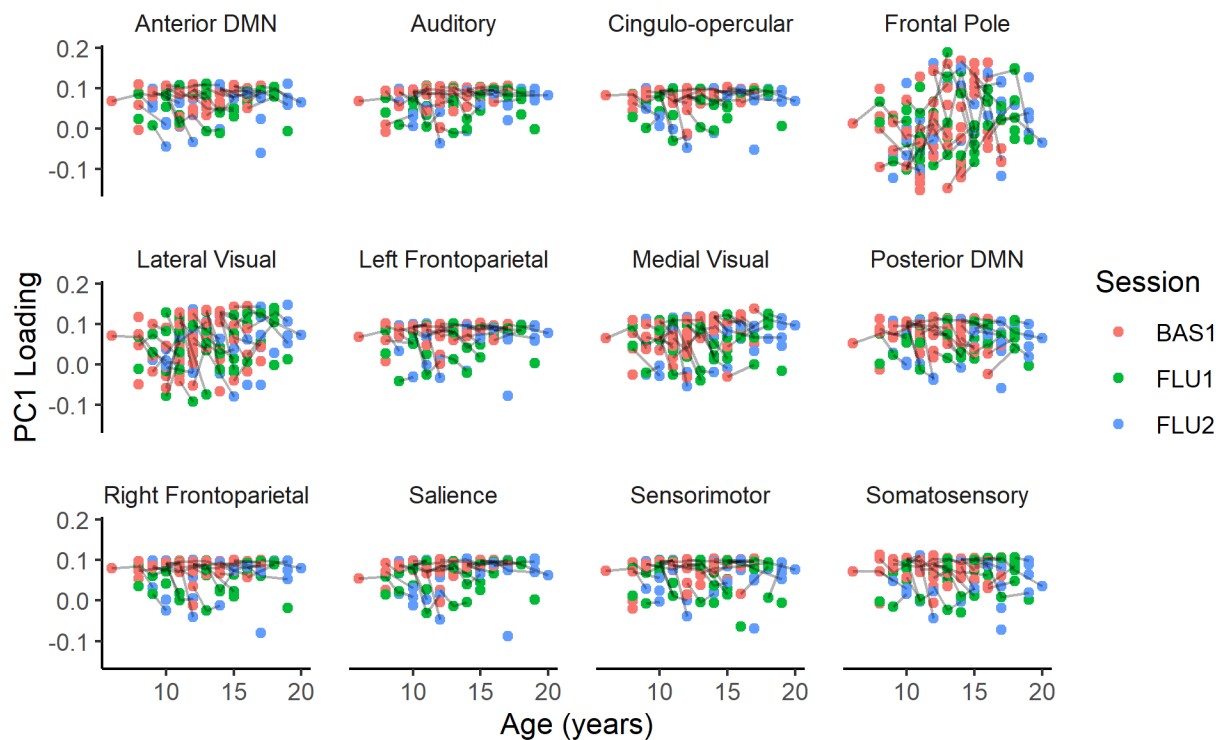 Anterior DMN
Auditory
Cingulo-opercular
Frontal Pole
0.2
0.1
0.0
-0.1
Lateral Visual
Left Frontoparietal
Medial Visual
Posterior DMN
0.2
0.1
0.0
-0.1
Right Frontoparietal
Salience
Sensorimotor
Somatosensory
0.2
0.1
0.0
-0.1
10 15 20
10 15 20
10 15 20
10 15 20
PC1 Loading
Age (years)
Session
BAS1
FLU1
FLU2